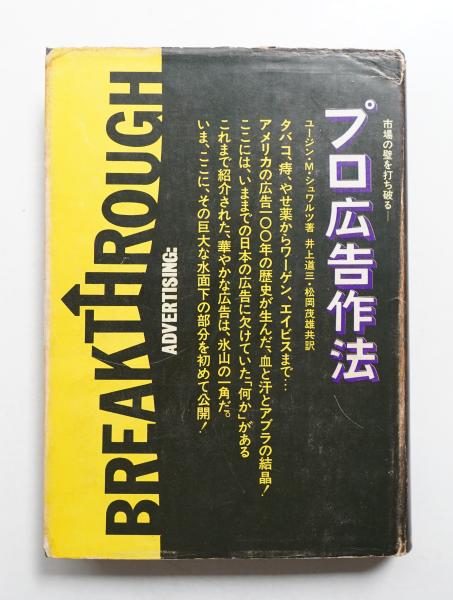 市場の壁を打ち破る―
プロ広告作法
ユージン・M・シュワルツ著 井上道三・松岡茂雄共訳
タバコ、痔、やせ薬からワーゲン、エイビスまで…
アメリカの広告一〇〇年の歴史が生んだ、血と汗とアブラの結晶!
ここには、いままでの日本の広告に欠けていた「何か」がある
これまで紹介された、華やかな広告は、氷山の一角だ。
いま、ここに、その巨大な水面下の部分を初めて公開!
BREAKTHROUGH
ADVERTISING: